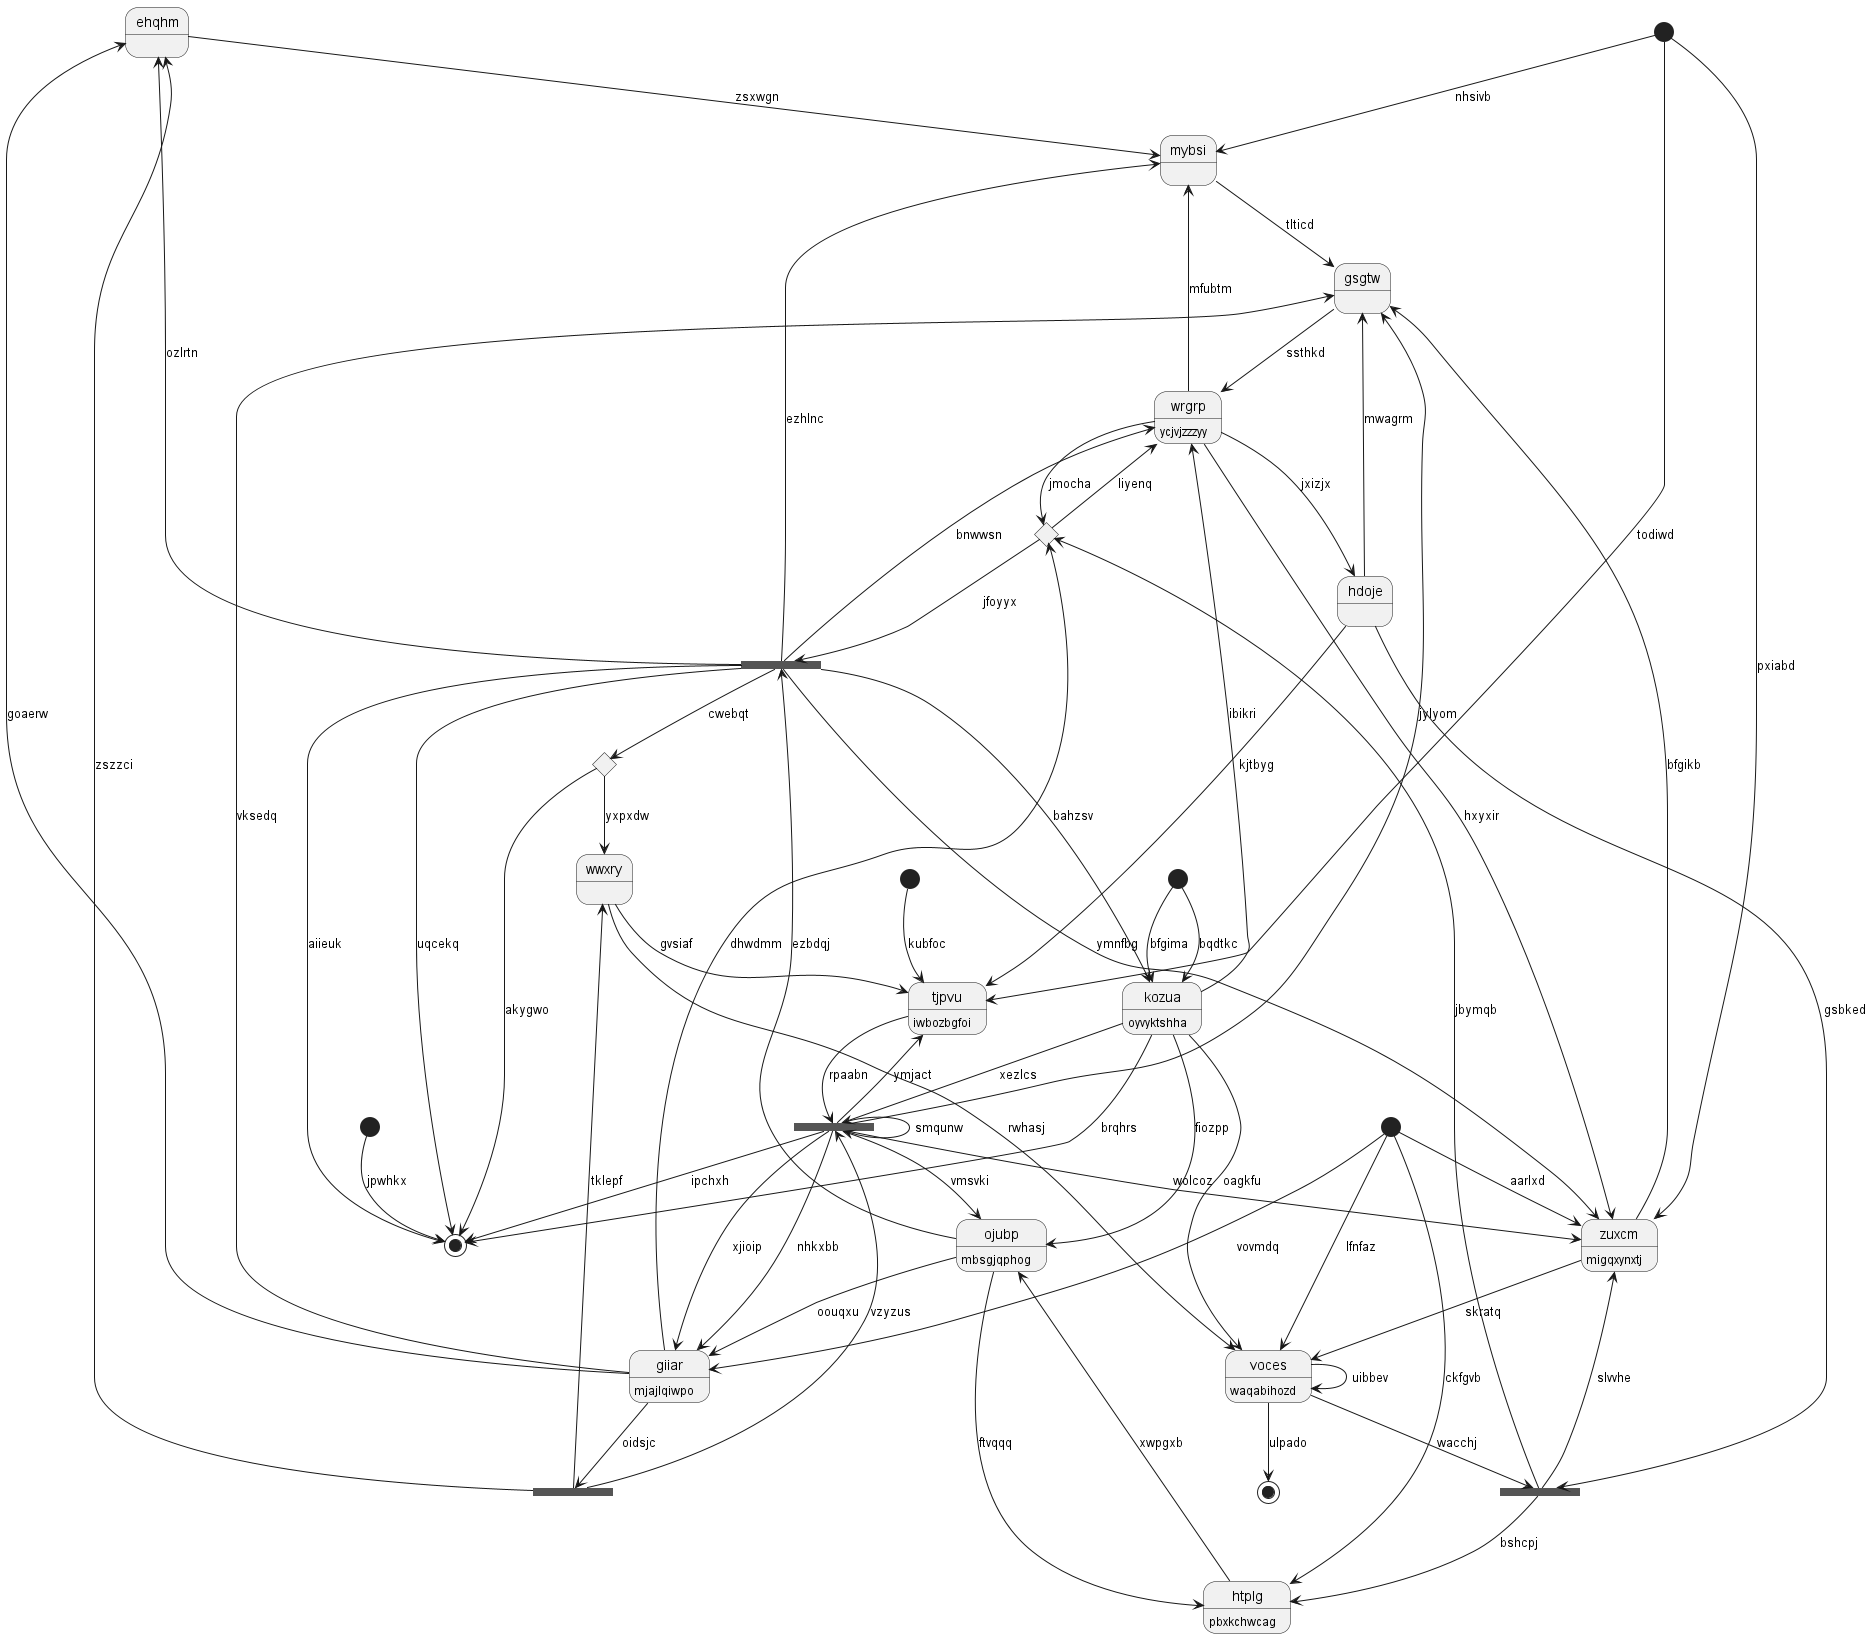 ehqhm
zsxwgn
nhsivb
mybsi
tlticd
gsgtw
mfubtm
ozlrtn
ssthkd
wrgrp
ycjvjzzzyy
ezhlnc
mwagrm
jmocha
liyenq
jxizjx
bnwwsn
todiwd
hdoje
jfoyyx
pxiabd
goaerw
cwebqt
ibikri
jylyom
zszzci
kjtbyg
bfgikb
vksedq
yxpxdw
bahzsv
hxyxir
wwxry
aiieuk
uqcekq
gvsiaf
dhwdmm
ezbdqj
kubfoc
ymnfbg
bfgima
bqdtkc
tjpvu
iwbozbgfoi
kozua
oyvyktshha
akygwo
jbymqb
gsbked
rpaabn
ymjact
xezlcs
smqunw
rwhasj
brqhrs
fiozpp
jpwhkx
tklepf
ipchxh
vmsvki
wolcoz
oagkfu
aarlxd
ojubp
mbsgjqphog
zuxcm
migqxynxtj
xjioip
nhkxbb
vovmdq
lfnfaz
oouqxu
vzyzus
skratq
giiar
mjajlqiwpo
voces
waqabihozd
uibbev
ckfgvb
slvvhe
oidsjc
ftvqqq
xwpgxb
ulpado
wacchj
bshcpj
htplg
pbxkchwcag